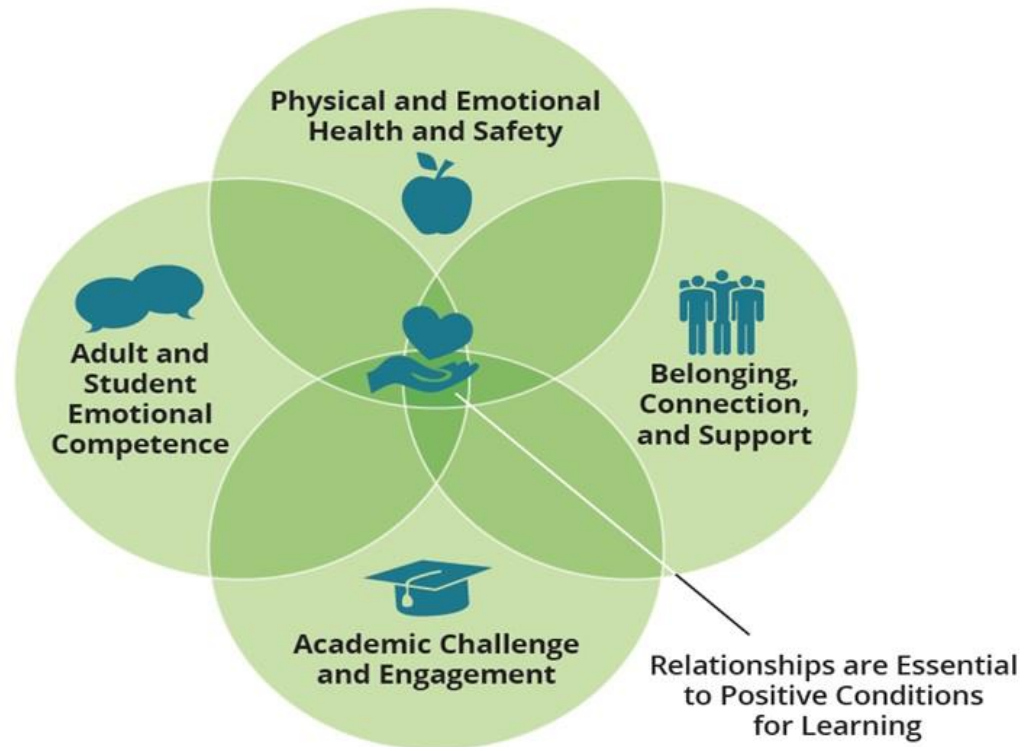 Physical and Emotional
Health and Safety
Adult and
Student
Emotional
Competence
Belonging,
Connection,
and Support
Academic Challenge
and Engagement
Relationships are Essential
to Positive Conditions
for Learning